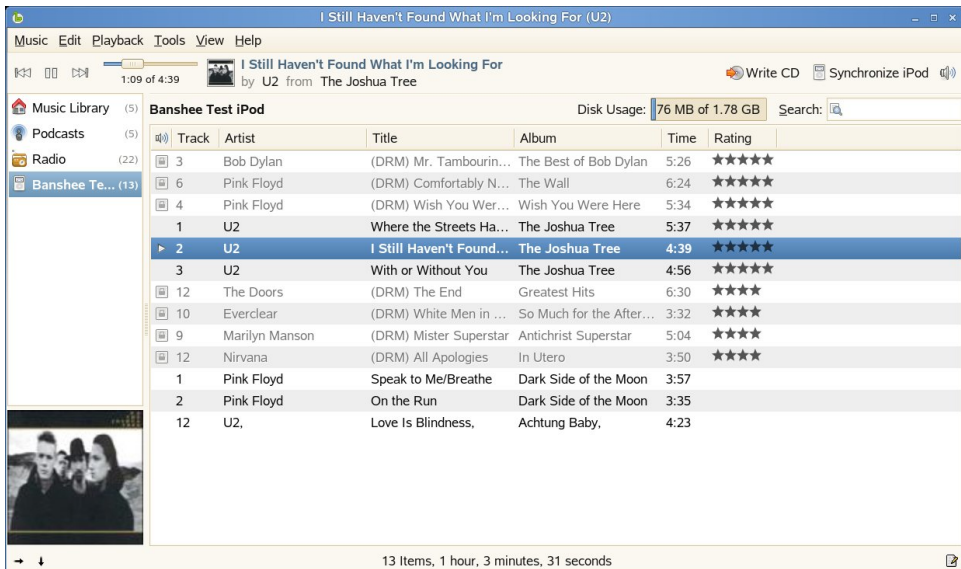 I Still Haven't Found What I'm Looking For (U2)
Music Edit Playback Tools View Help
1:09 of 4:39
I Still Haven't Found What I'm Looking For
by U2 from The Joshua Tree
Write CD Synchronize iPod
Music Library (5)
Podcasts (5)
Radio (22)
Banshee Te... (13)
Banshee Test iPod Disk Usage: 76 MB of 1.78 GB Search:
Track Artist Title Album Time Rating
3 Bob Dylan (DRM) Mr. Tambourin... The Best of Bob Dylan 5:26
6 Pink Floyd (DRM) Comfortably N... The Wall 6:24
4 Pink Floyd (DRM) Wish You Wer... Wish You Were Here 5:34
1 U2 Where the Streets Ha... The Joshua Tree 5:37
2 U2 I Still Haven't Found... The Joshua Tree 4:39
3 U2 With or Without You The Joshua Tree 4:56
12 The Doors (DRM) The End Greatest Hits 6:30
10 Everclear (DRM) White Men in ... So Much for the After... 3:32
9 Marilyn Manson (DRM) Mister Superstar Antichrist Superstar 5:04
12 Nirvana (DRM) All Apologies In Utero 3:50
1 Pink Floyd Speak to Me/Breathe Dark Side of the Moon 3:57
2 Pink Floyd On the Run Dark Side of the Moon 3:35
12 U2, Love Is Blindness, Achtung Baby, 4:23
13 Items, 1 hour, 3 minutes, 31 seconds